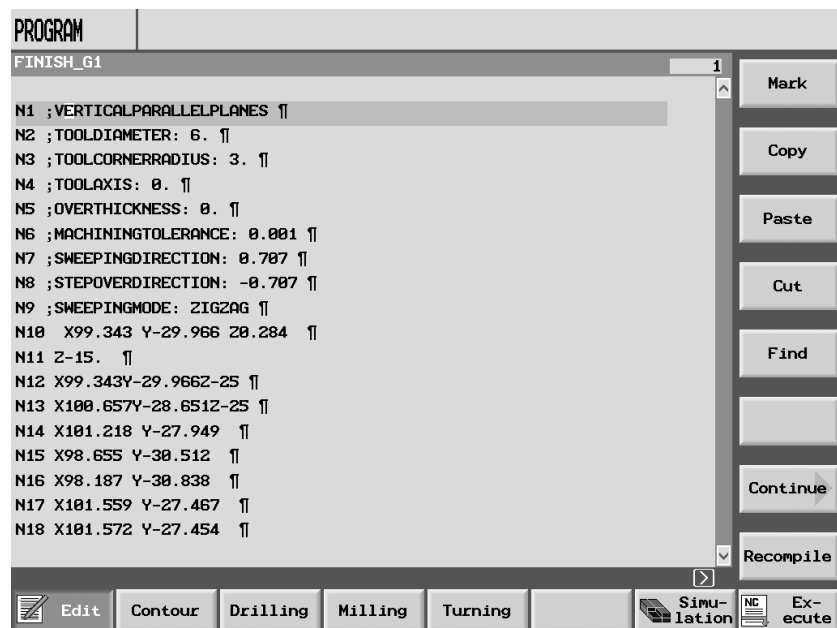 PROGRAM
FINISH_G1
1
N1 ;VERTICALPARALLELPLANES ¶
N2 ;TOOLDIAMETER: 6. ¶
N3 ;TOOLCORNERRADIUS: 3. ¶
N4 ;TOOLAXIS: 0. ¶
N5 ;OVERTHICKNESS: 0. ¶
N6 ;MACHININGTOLERANCE: 0.001 ¶
N7 ;SWEEPINGDIRECTION: 0.707 ¶
N8 ;STEPOVERDIRECTION: -0.707 ¶
N9 ;SWEEPINGMODE: ZIGZAG ¶
N10  X99.343 Y-29.966 Z0.284  ¶
N11 Z-15.  ¶
N12 X99.343Y-29.966Z-25 ¶
N13 X100.657Y-28.651Z-25 ¶
N14 X101.218 Y-27.949  ¶
N15 X98.655 Y-30.512  ¶
N16 X98.187 Y-30.838  ¶
N17 X101.559 Y-27.467  ¶
N18 X101.572 Y-27.454  ¶
Mark
Copy
Paste
Cut
Find
Continue
Recompile
Edit
Contour
Drilling
Milling
Turning
Simu-
lation
NC
Ex-
ecute